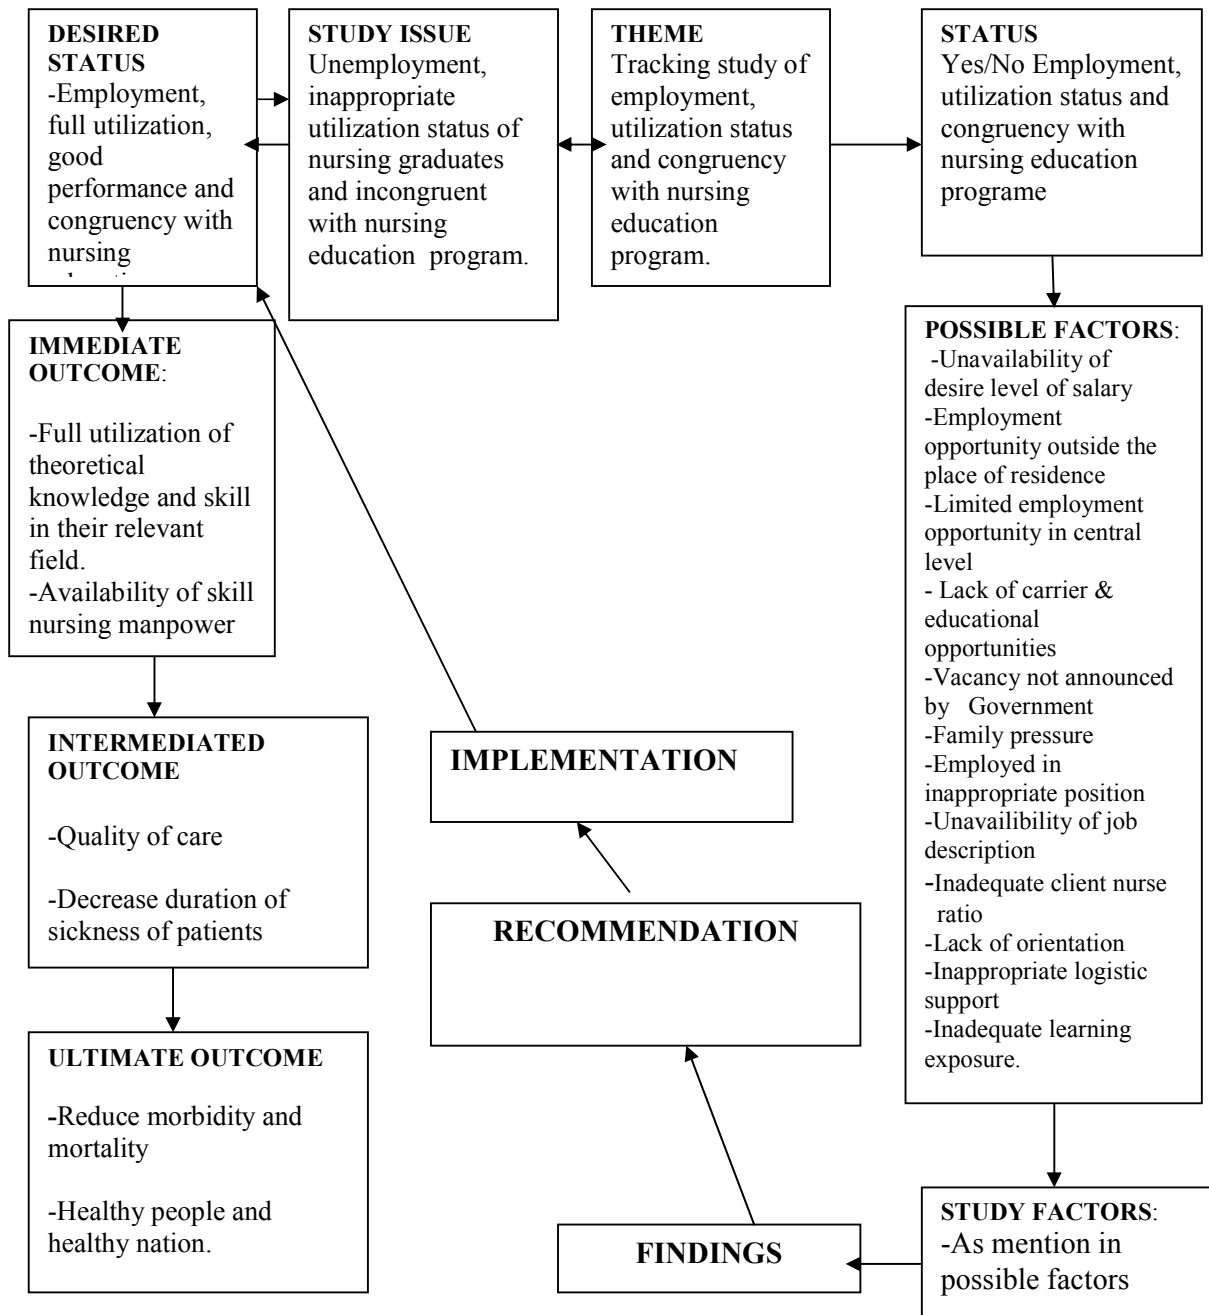 DESIRED
STATUS
-Employment,
full utilization,
good
performance and
congruency with
nursing
STUDY ISSUE
Unemployment,
inappropriate
utilization status of
nursing graduates
and incongruent
with nursing
education program.
THEME
Tracking study of
employment,
utilization status
and congruency
with nursing
education
program.
STATUS
Yes/No Employment,
utilization status and
congruency with
nursing education
programe
IMMEDIATE
OUTCOME:
-Full utilization of
theoretical
knowledge and skill
in their relevant
field.
-Availability of skill
nursing manpower
POSSIBLE FACTORS:
-Unavailability of
desire level of salary
-Employment
opportunity outside the
place of residence
-Limited employment
opportunity in central
level
- Lack of carrier &
educational
opportunities
-Vacancy not announced
by Government
-Family pressure
-Employed in
inappropriate position
-Unavailibility of job
description
-Inadequate client nurse
ratio
-Lack of orientation
-Inappropriate logistic
support
-Inadequate learning
exposure.
INTERMEDIATED
OUTCOME
-Quality of care
-Decrease duration of
sickness of patients
IMPLEMENTATION
RECOMMENDATION
ULTIMATE OUTCOME
-Reduce morbidity and
mortality
-Healthy people and
healthy nation.
FINDINGS
STUDY FACTORS:
-As mention in
possible factors